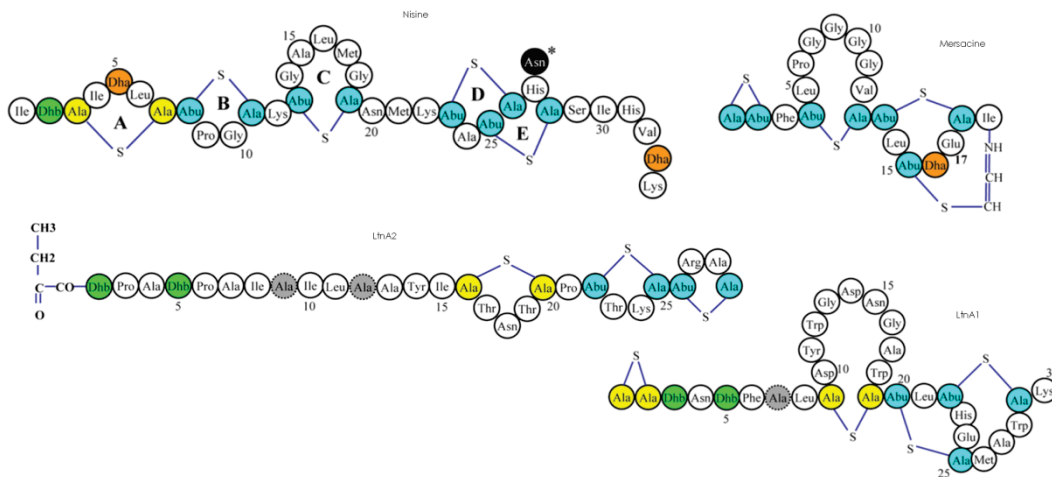 Nisine
Ile Dhb Ala Ile Dha Leu Ala Abu Pro Gly Ala Lys Abu Gly Ala Leu Met Gly Ala Asn Met Lys Abu Ala Abu Ala His Asn * Ala Ser Ile His Val Dha Lys
5 10 15 20 25 30
A B C D E
S S S S S
Mersacine
Ala Abu Phe Abu Leu Pro Gly Gly Gly Gly Val Ala Abu Leu Abu Dha Glu Ala Ile
5 10 15 17
S S S S
NH
CH
CH
LtnA2
CH3
CH2
C CO
O
Dhb Pro Ala Dhb Pro Ala Ile Ala Ile Leu Ala Ala Tyr Ile Ala Thr Asn Thr Ala Pro Abu Thr Lys Ala Abu Arg Ala Ala
5 10 15 20 25
S S S
LtnA1
Ala Ala Dhb Asn Dhb Phe Ala Leu Ala Asp Tyr Trp Gly Asp Asn Gly Ala Trp Ala Abu Leu Abu His Glu Ala Met Ala Trp Ala Lys
5 10 15 20 25 3
S S S S